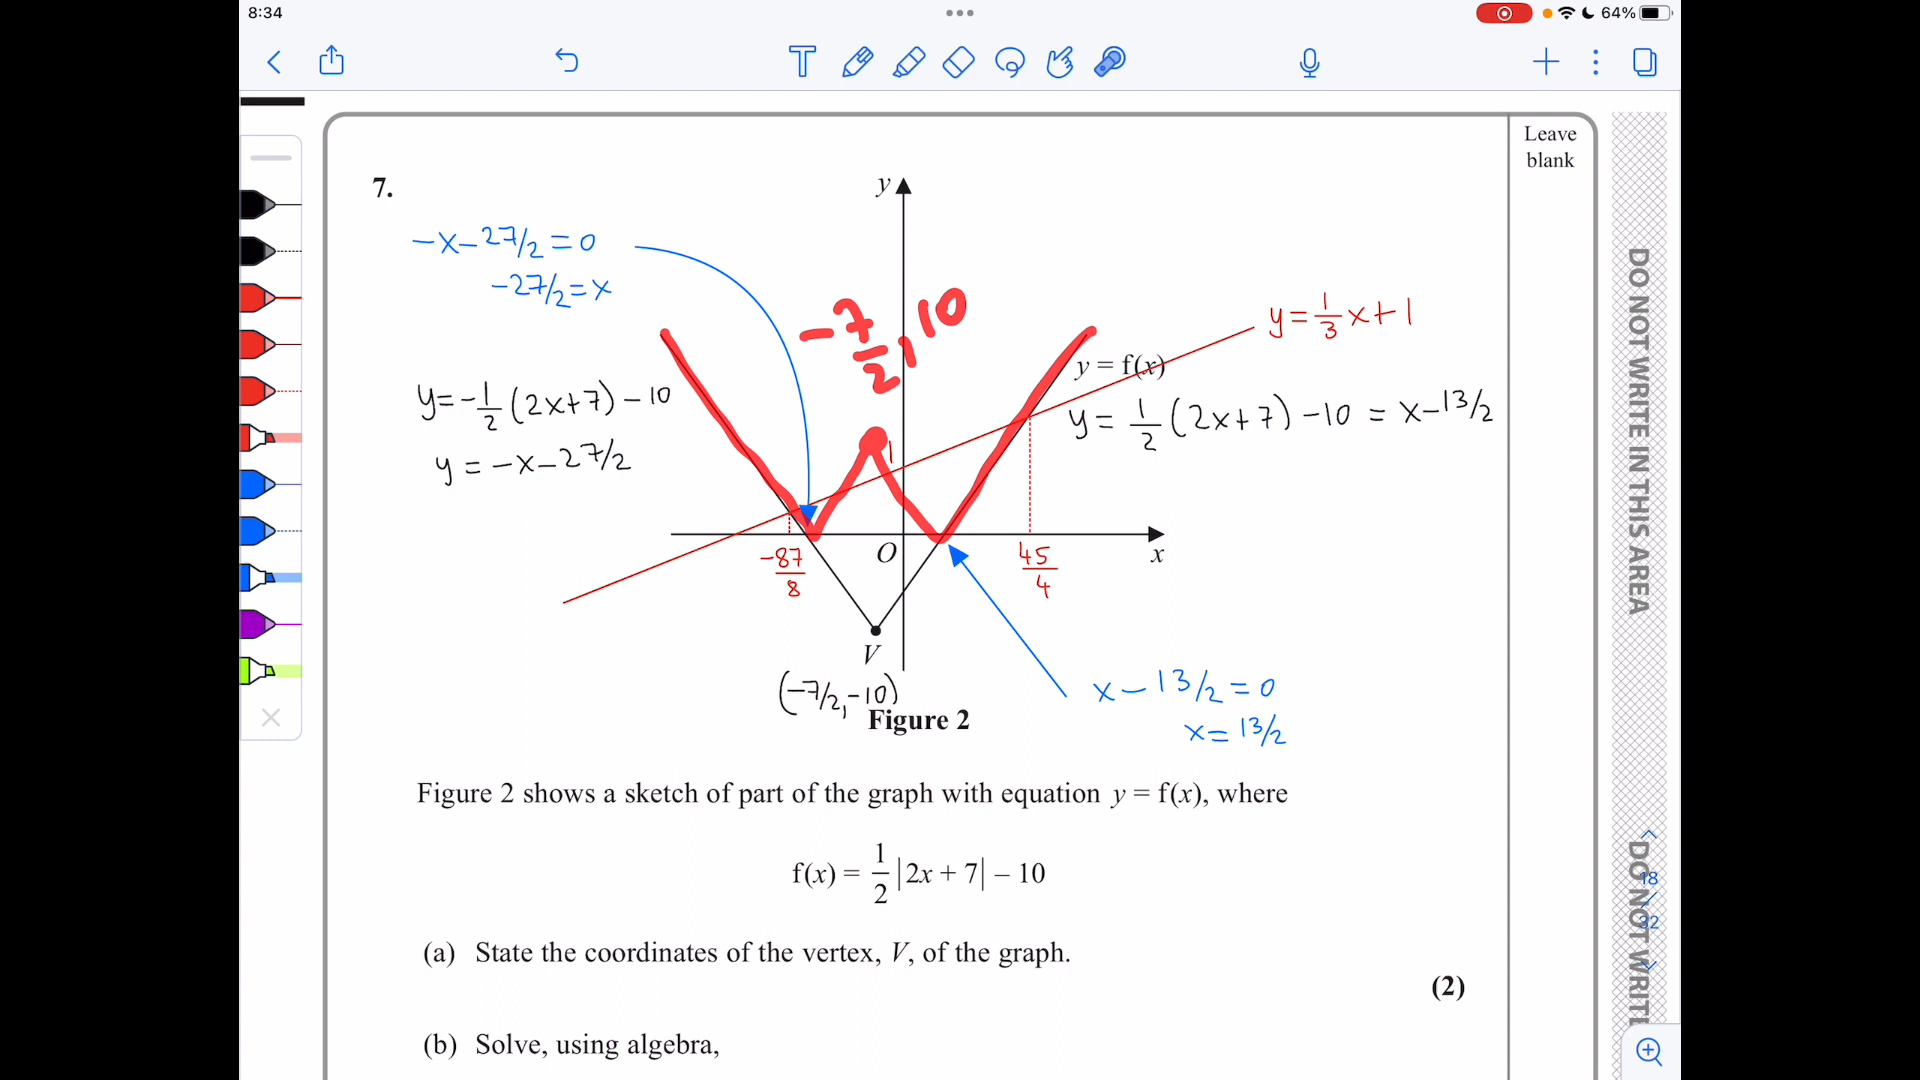 8:34
64%
T
Leave
blank
7.
y
-x-27/2=0
-27/2=x
-7/2, 10
y=1/3x+1
y = f(x)
y=-1/2(2x+7)-10
y = 1/2(2x+7)-10 = x-13/2
y = -x-27/2
1
O
x
-87/8
45/4
V
(-7/2,-10)
Figure 2
x-13/2=0
x=13/2
Figure 2 shows a sketch of part of the graph with equation y = f(x), where
f(x) = 1/2|2x + 7| – 10
(a) State the coordinates of the vertex, V, of the graph.
(2)
(b) Solve, using algebra,
DO NOT WRITE IN THIS AREA
DO NOT WRITE
18
/
32